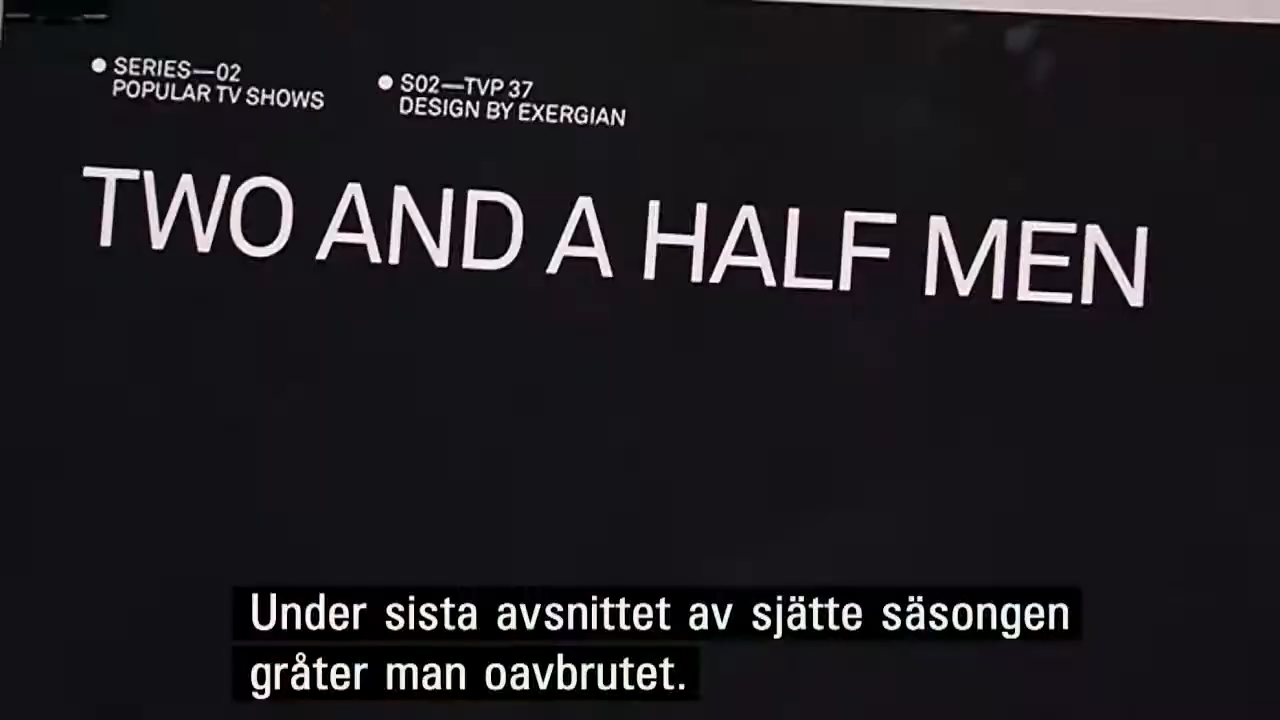 SERIES—02
POPULAR TV SHOWS
S02—TVP 37
DESIGN BY EXERGIAN
TWO AND A HALF MEN
Under sista avsnittet av sjätte säsongen
gråter man oavbrutet.